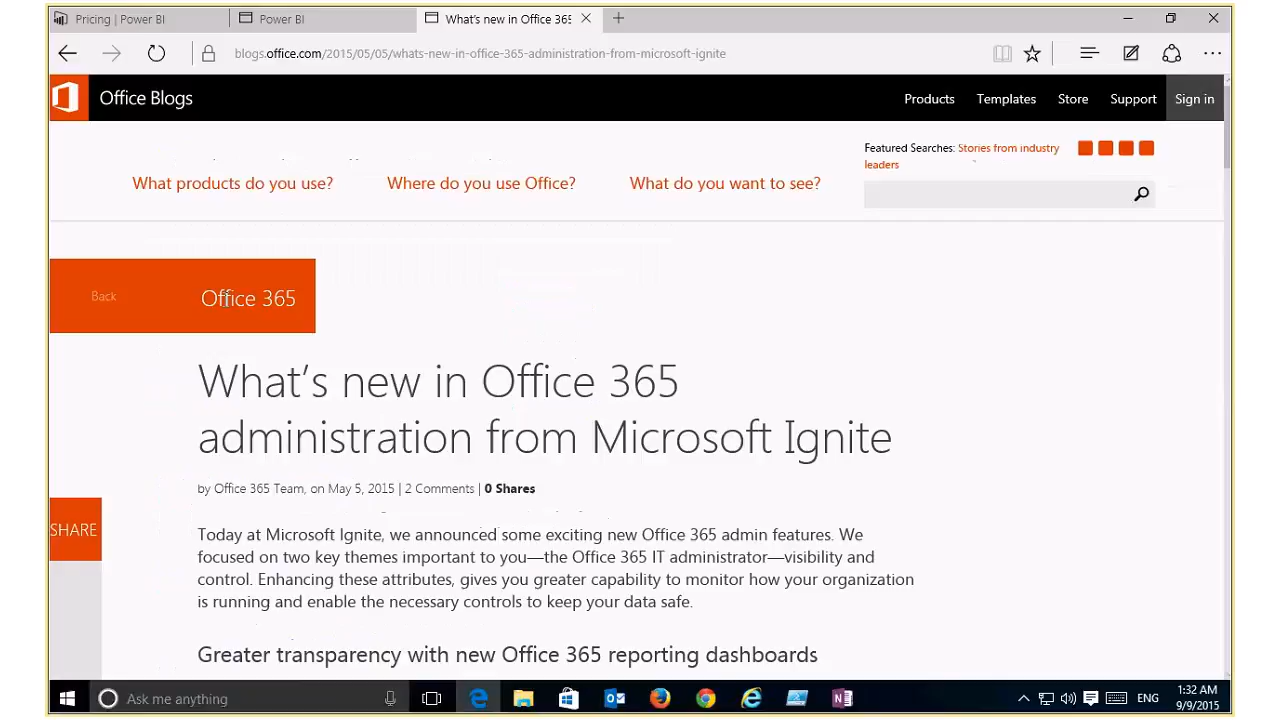 Pricing | Power BI
Power BI
What's new in Office 365
blogs.office.com/2015/05/05/whats-new-in-office-365-administration-from-microsoft-ignite
Office Blogs
Products
Templates
Store
Support
Sign in
What products do you use?
Where do you use Office?
What do you want to see?
Featured Searches: Stories from industry
leaders
Back
Office 365
What's new in Office 365
administration from Microsoft Ignite
by Office 365 Team, on May 5, 2015 | 2 Comments | 0 Shares
SHARE
Today at Microsoft Ignite, we announced some exciting new Office 365 admin features. We
focused on two key themes important to you—the Office 365 IT administrator—visibility and
control. Enhancing these attributes, gives you greater capability to monitor how your organization
is running and enable the necessary controls to keep your data safe.
Greater transparency with new Office 365 reporting dashboards
Ask me anything
ENG
1:32 AM
9/9/2015